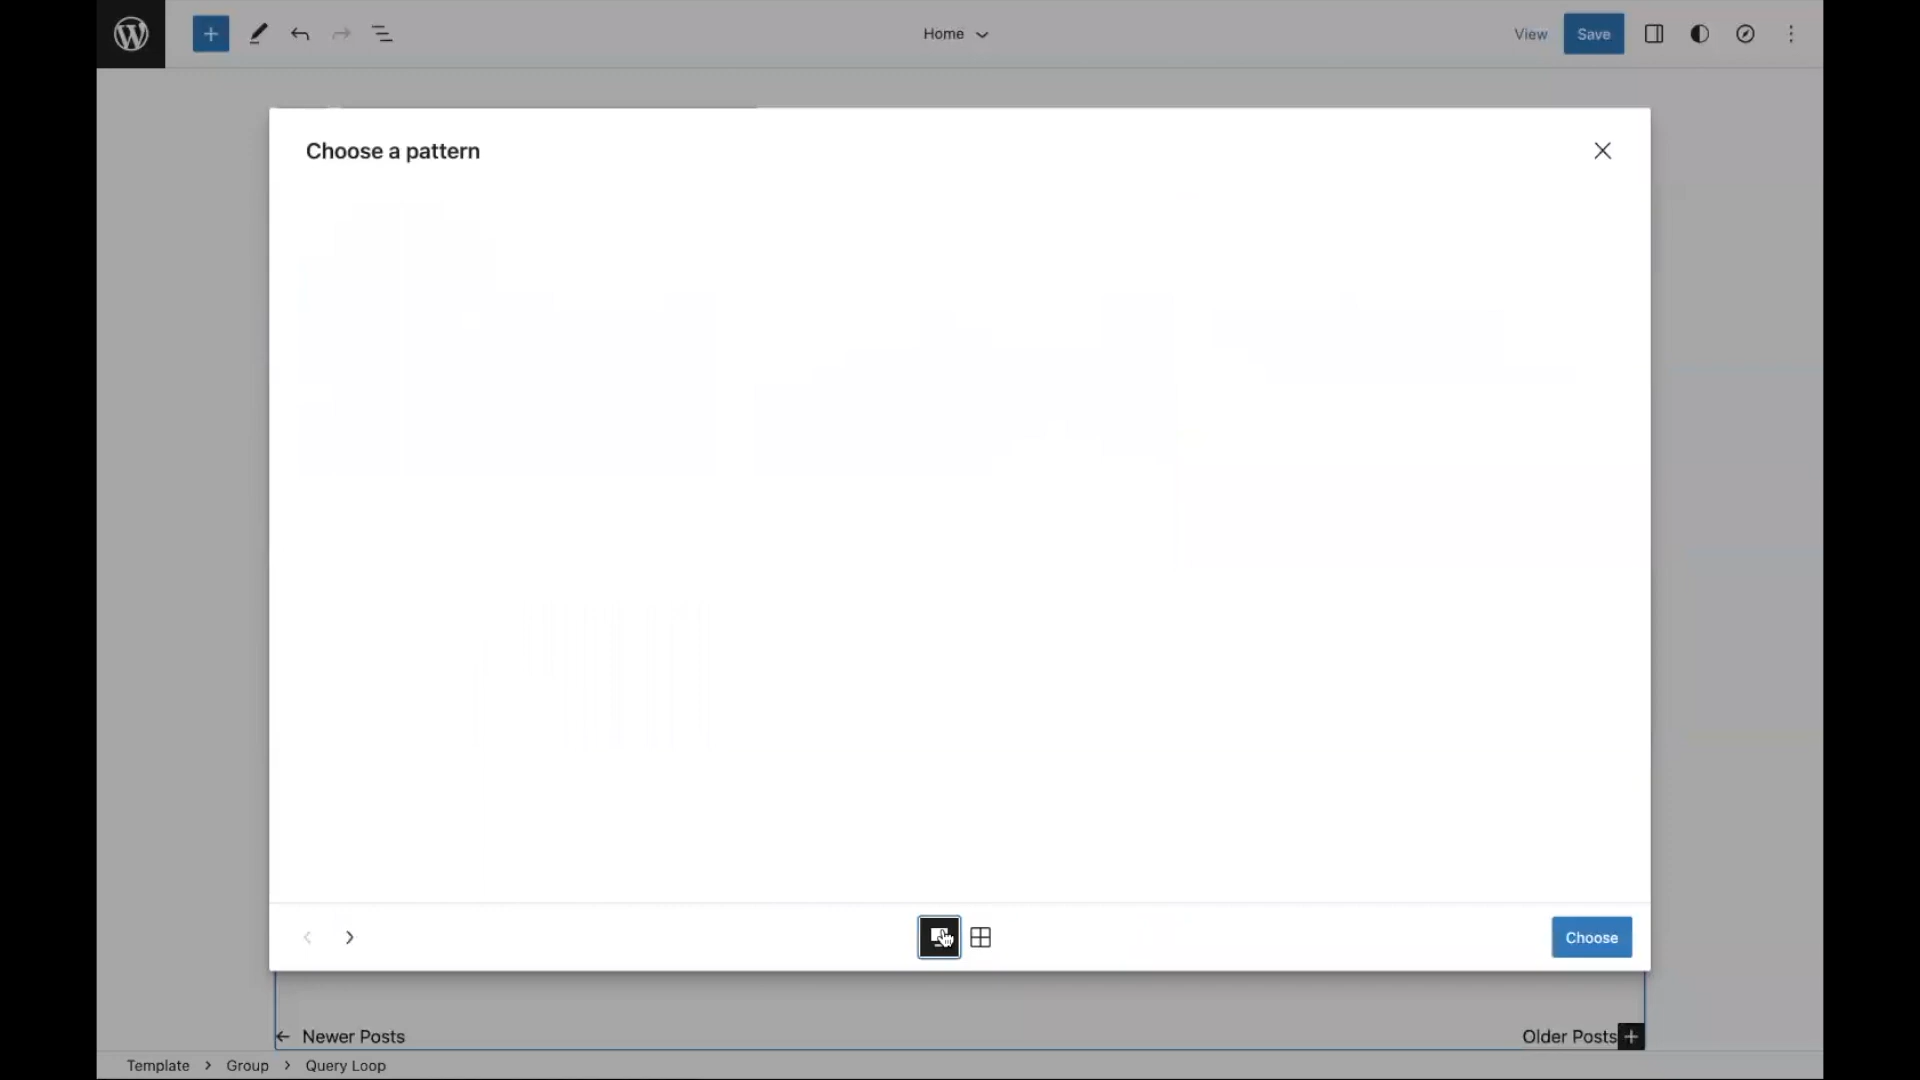 Home
View
Save
Choose a pattern
Choose
Newer Posts
Older Posts
Template
Group
Query Loop